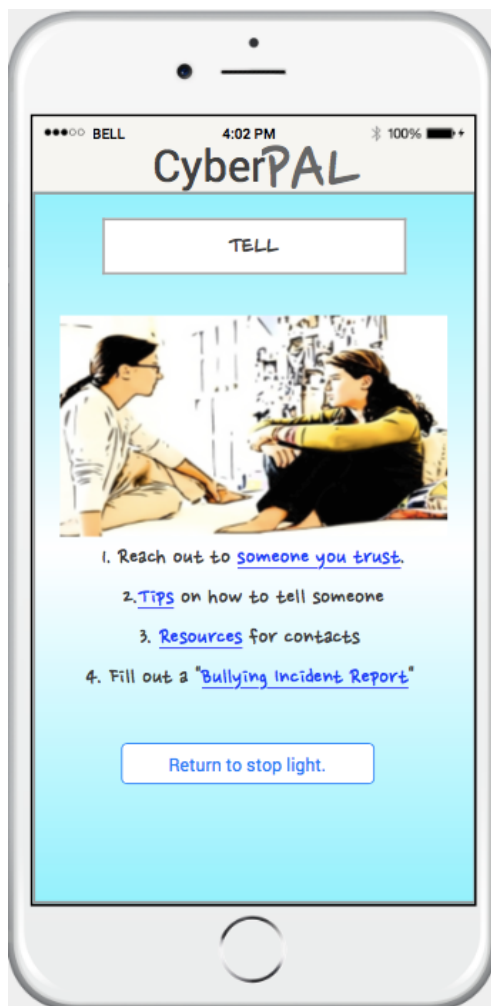 BELL 4:02 PM 100%
CyberPAL
TELL
1. Reach out to someone you trust.
2. Tips on how to tell someone
3. Resources for contacts
4. Fill out a "Bullying Incident Report"
Return to stop light.